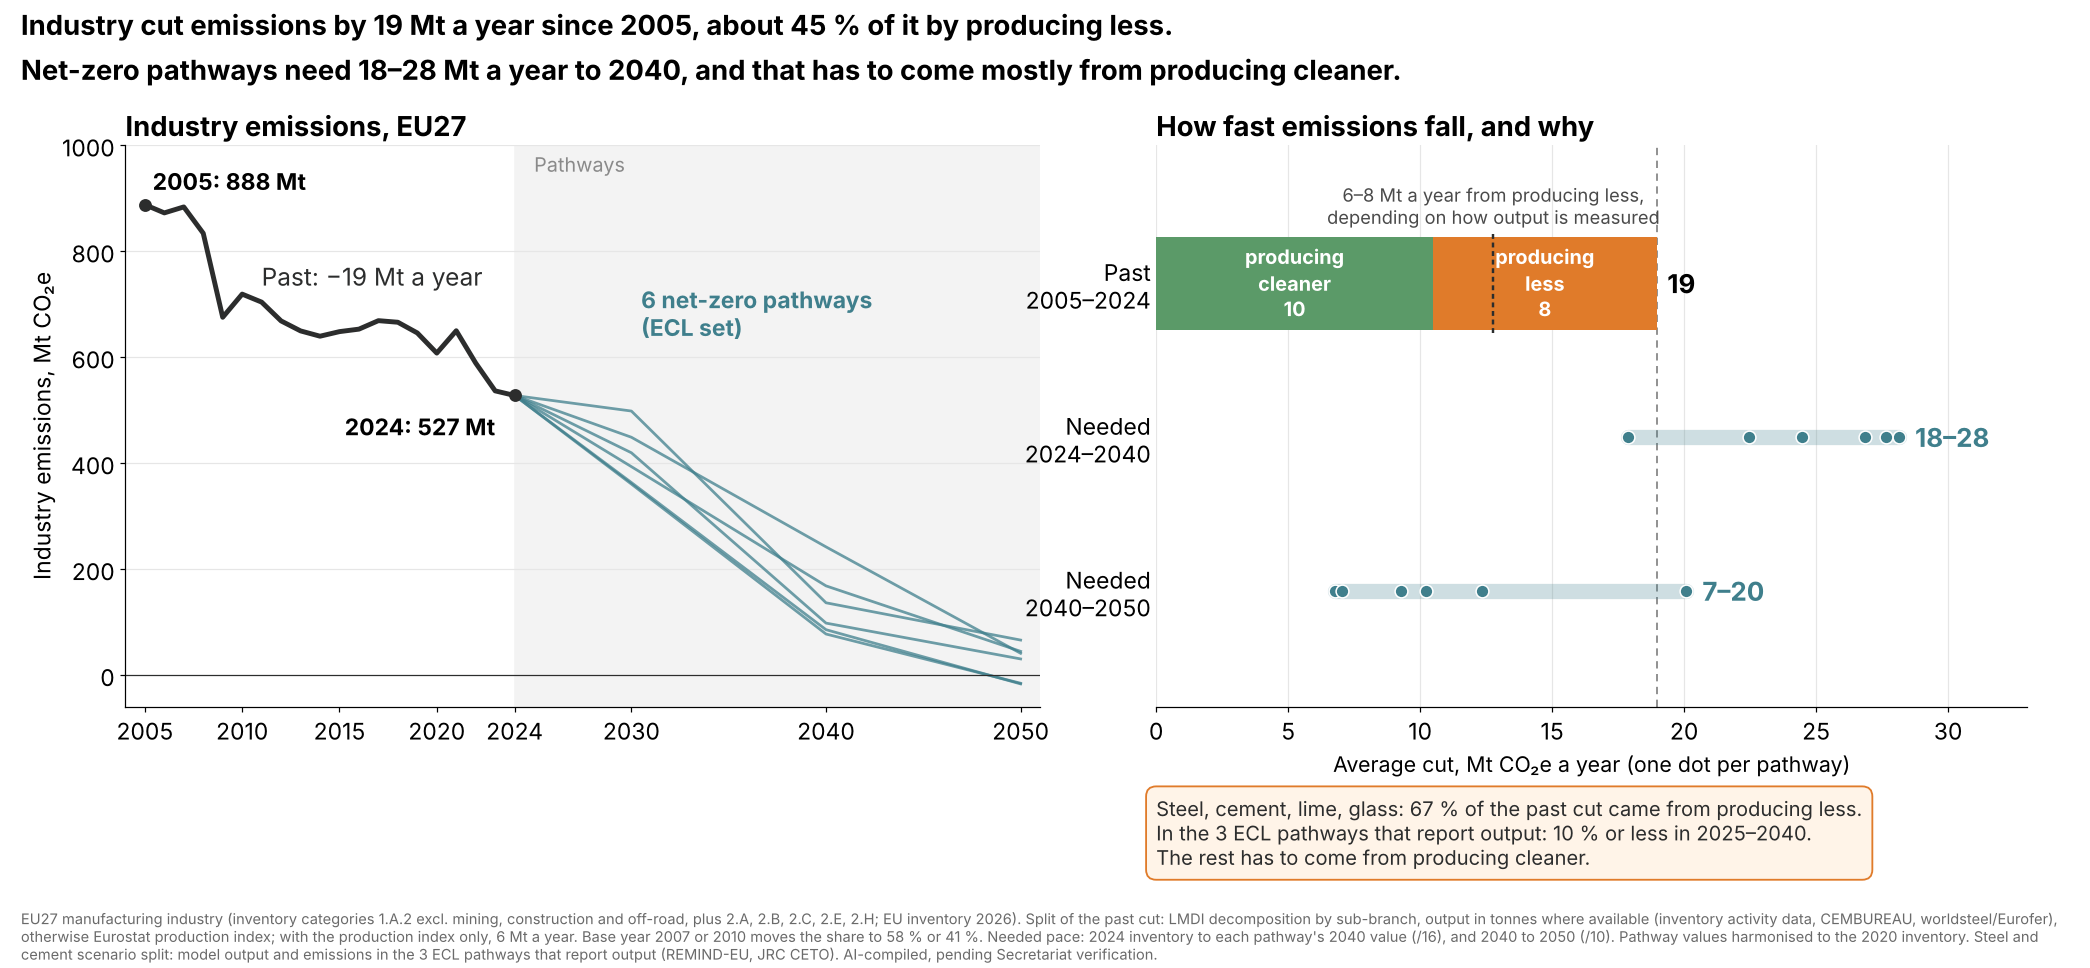 Industry cut emissions by 19 Mt a year since 2005, about 45 % of it by producing less.
Net-zero pathways need 18–28 Mt a year to 2040, and that has to come mostly from producing cleaner.
Industry emissions, EU27
Industry emissions, Mt CO₂e
1000
800
600
400
200
0
2005: 888 Mt
Past: −19 Mt a year
2024: 527 Mt
Pathways
6 net-zero pathways
(ECL set)
2005
2010
2015
2020
2024
2030
2040
2050
How fast emissions fall, and why
6–8 Mt a year from producing less,
depending on how output is measured
Past
2005–2024
producing
cleaner
10
producing
less
8
19
Needed
2024–2040
18–28
Needed
2040–2050
7–20
0
5
10
15
20
25
30
Average cut, Mt CO₂e a year (one dot per pathway)
Steel, cement, lime, glass: 67 % of the past cut came from producing less.
In the 3 ECL pathways that report output: 10 % or less in 2025–2040.
The rest has to come from producing cleaner.
EU27 manufacturing industry (inventory categories 1.A.2 excl. mining, construction and off-road, plus 2.A, 2.B, 2.C, 2.E, 2.H; EU inventory 2026). Split of the past cut: LMDI decomposition by sub-branch, output in tonnes where available (inventory activity data, CEMBUREAU, worldsteel/Eurofer),
otherwise Eurostat production index; with the production index only, 6 Mt a year. Base year 2007 or 2010 moves the share to 58 % or 41 %. Needed pace: 2024 inventory to each pathway's 2040 value (/16), and 2040 to 2050 (/10). Pathway values harmonised to the 2020 inventory. Steel and
cement scenario split: model output and emissions in the 3 ECL pathways that report output (REMIND-EU, JRC CETO). AI-compiled, pending Secretariat verification.